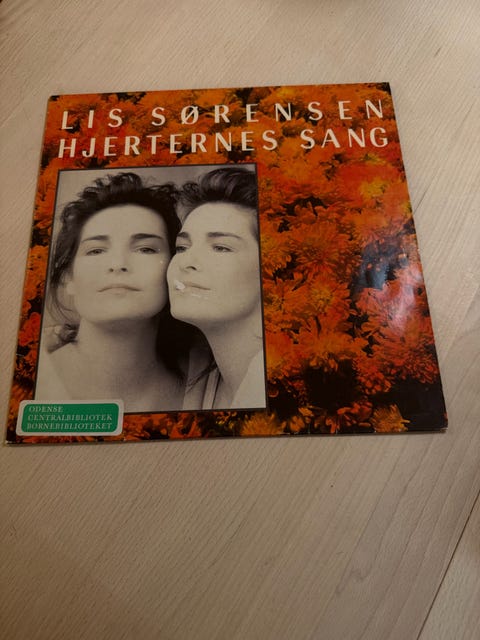 LIS SØRENSEN
HJERTERNES SANG
ODENSE
CENTRALBIBLIOTEK
BØRNEBIBLIOTEKET